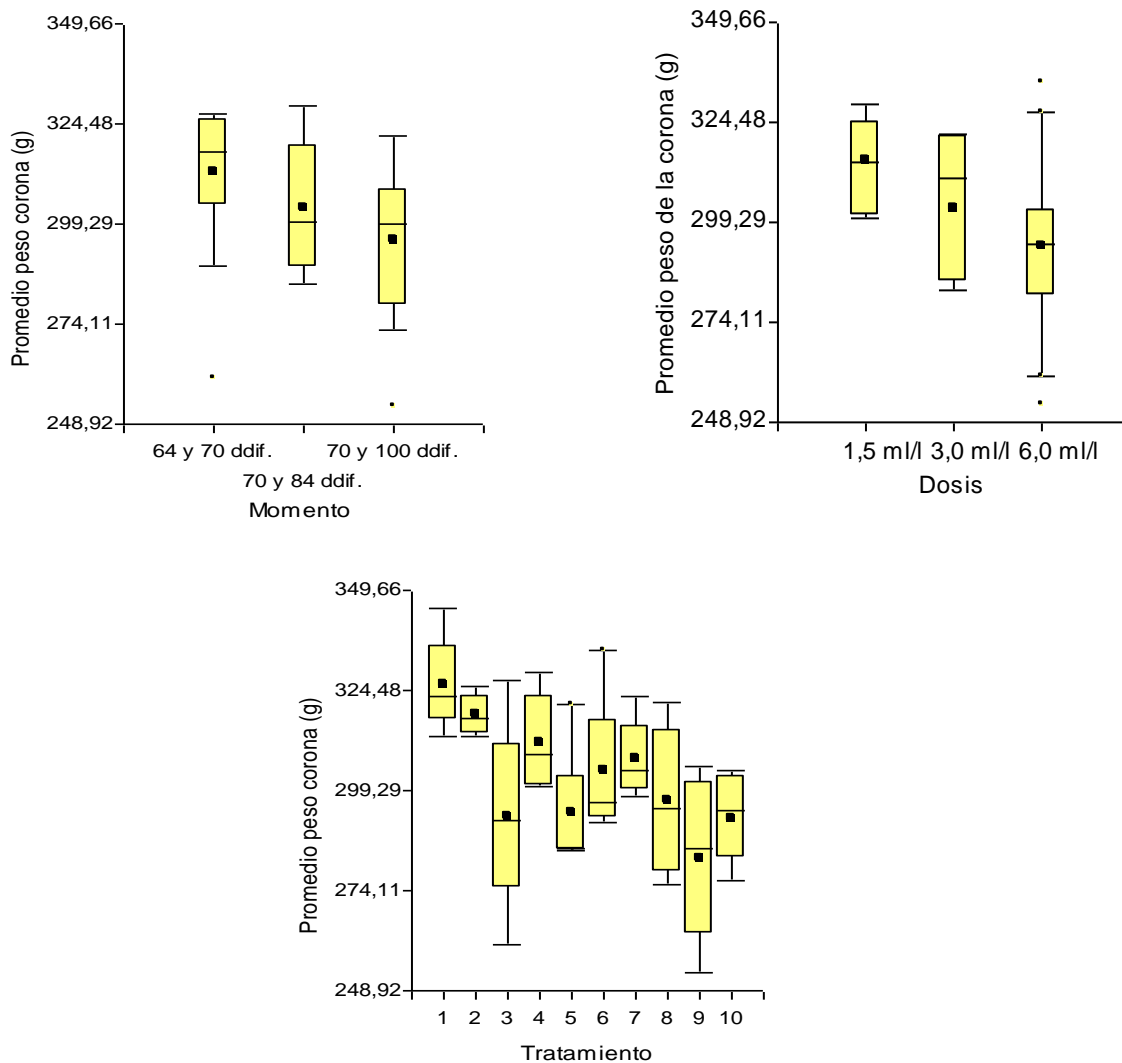 349,66
324,48
299,29
274,11
248,92
Promedio peso corona (g)
64 y 70 ddif.
70 y 100 ddif.
70 y 84 ddif.
Momento
349,66
324,48
299,29
274,11
248,92
Promedio peso de la corona (g)
1,5 ml/l 3,0 ml/l 6,0 ml/l
Dosis
349,66
324,48
299,29
274,11
248,92
Promedio peso corona (g)
1 2 3 4 5 6 7 8 9 10
Tratamiento